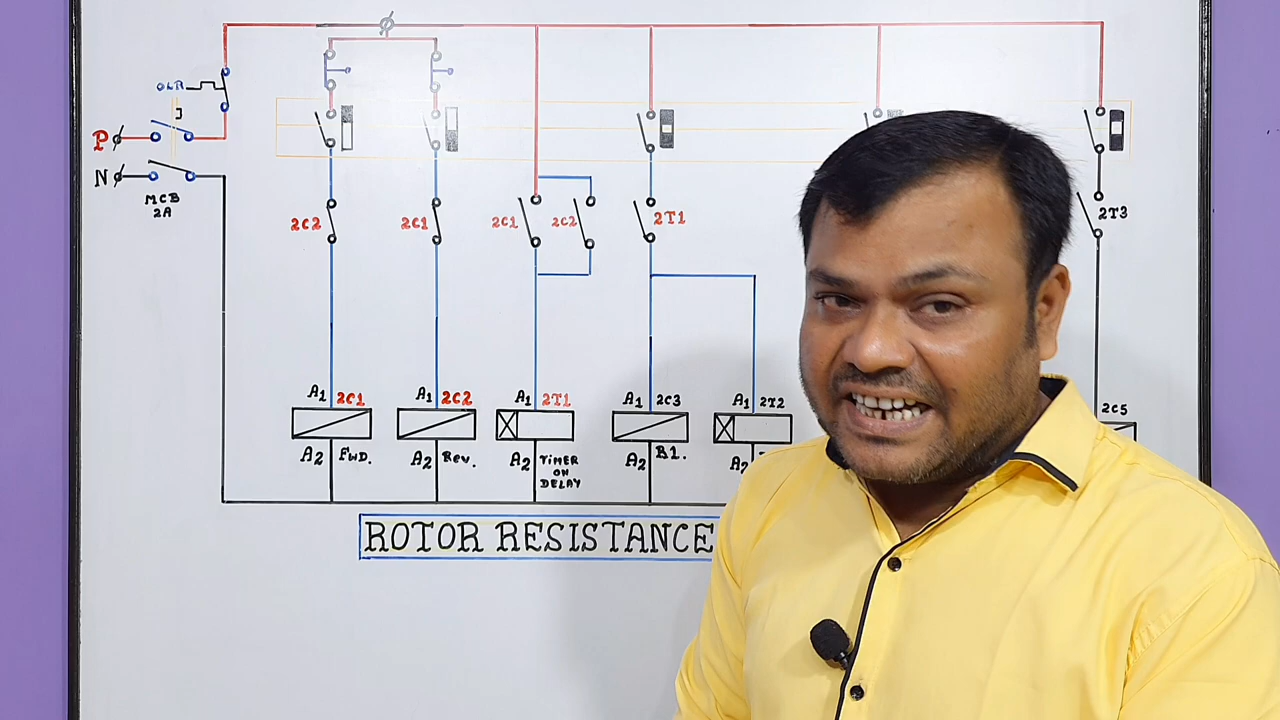 OLR
P
N
MCB
2A
2C2
2C1
2C1
2C2
2T1
2T3
A1 2C1
A1 2C2
A1 2T1
A1 2C3
A1 2T2
2C5
A2 FWD.
A2 Rev.
A2 TIMER
ON
DELAY
A2 B1.
A2
ROTOR RESISTANCE